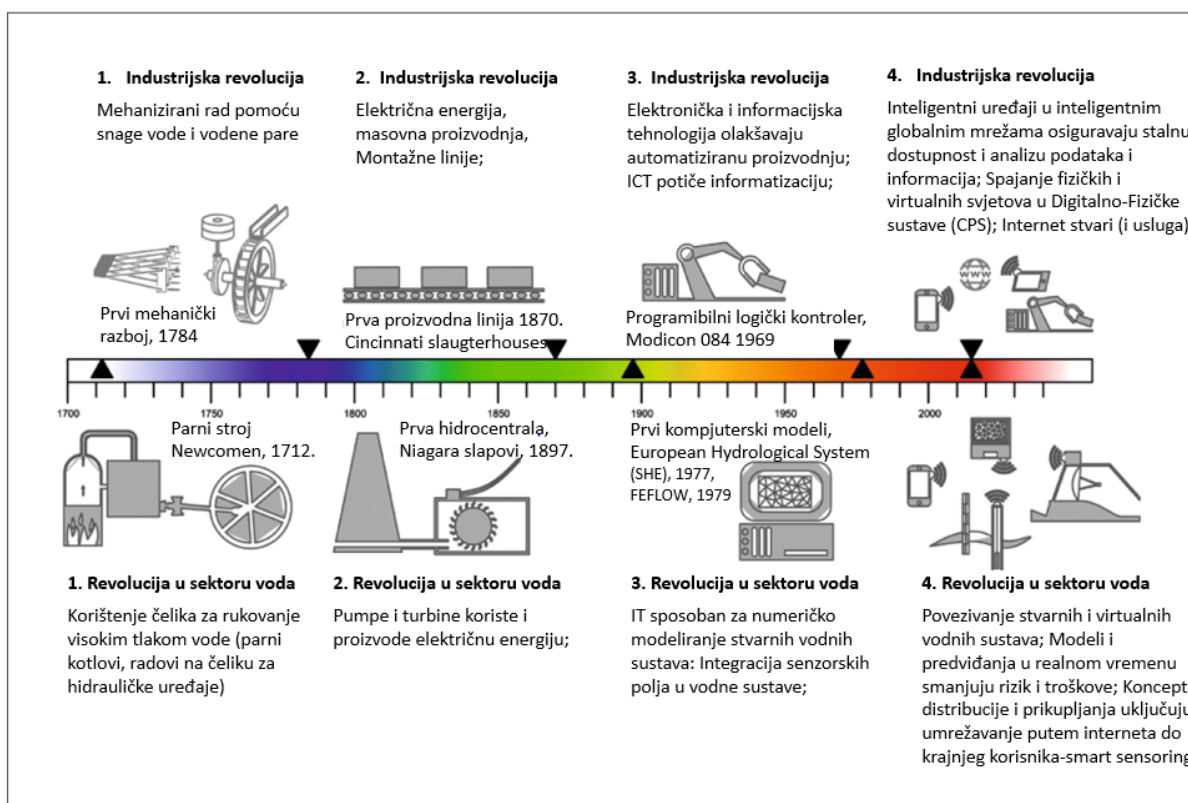 1. Industrijska revolucija
Mehanizirani rad pomoću
snage vode i vodene pare
2. Industrijska revolucija
Električna energija,
masovna proizvodnja,
Montažne linije;
3. Industrijska revolucija
Elektronička i informacijska
tehnologija olakšavaju
automatiziranu proizvodnju;
ICT potiče informatizaciju;
4. Industrijska revolucija
Inteligentni uređaji u inteligentnim
globalnim mrežama osiguravaju stalnu
dostupnost i analizu podataka i
informacija; Spajanje fizičkih i
virtualnih svjetova u Digitalno-Fizičke
sustave (CPS); Internet stvari (i usluga)
WWW
Prvi mehanički
razboj, 1784
Prva proizvodna linija 1870.
Cincinnati slaugterhouses
Programibilni logički kontroler,
Modicon 084 1969
1700 1750 1800 1850 1900 1950 2000
Parni stroj
Newcomen, 1712.
Prva hidrocentrala,
Niagara slapovi, 1897.
Prvi kompjuterski modeli,
European Hydrological System
(SHE), 1977,
FEFLOW, 1979
1. Revolucija u sektoru voda
Korištenje čelika za rukovanje
visokim tlakom vode (parni
kotlovi, radovi na čeliku za
hidrauličke uređaje)
2. Revolucija u sektoru voda
Pumpe i turbine koriste i
proizvode električnu energiju;
3. Revolucija u sektoru voda
IT sposoban za numeričko
modeliranje stvarnih vodnih
sustava: Integracija senzorskih
polja u vodne sustave;
4. Revolucija u sektoru voda
Povezivanje stvarnih i virtualnih
vodnih sustava; Modeli i
predviđanja u realnom vremenu
smanjuju rizik i troškove; Koncept
distribucije i prikupljanja uključuju
umrežavanje putem interneta do
krajnjeg korisnika-smart sensoring